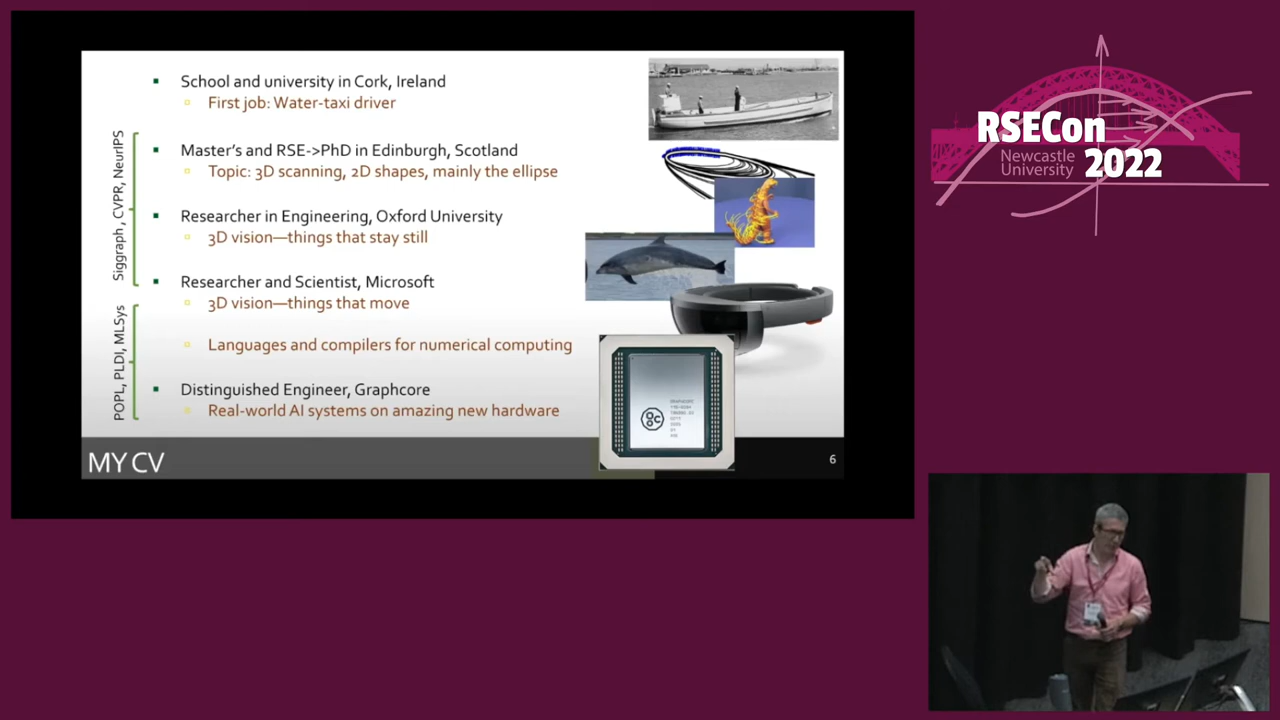 School and university in Cork, Ireland
First job: Water-taxi driver
Master's and RSE->PhD in Edinburgh, Scotland
Topic: 3D scanning, 2D shapes, mainly the ellipse
Researcher in Engineering, Oxford University
3D vision—things that stay still
Researcher and Scientist, Microsoft
3D vision—things that move
Languages and compilers for numerical computing
Distinguished Engineer, Graphcore
Real-world AI systems on amazing new hardware
Siggraph , CVPR, NeurIPS
POPL, PLDI, MLSys
MY CV
6
RSECon
Newcastle
University
2022